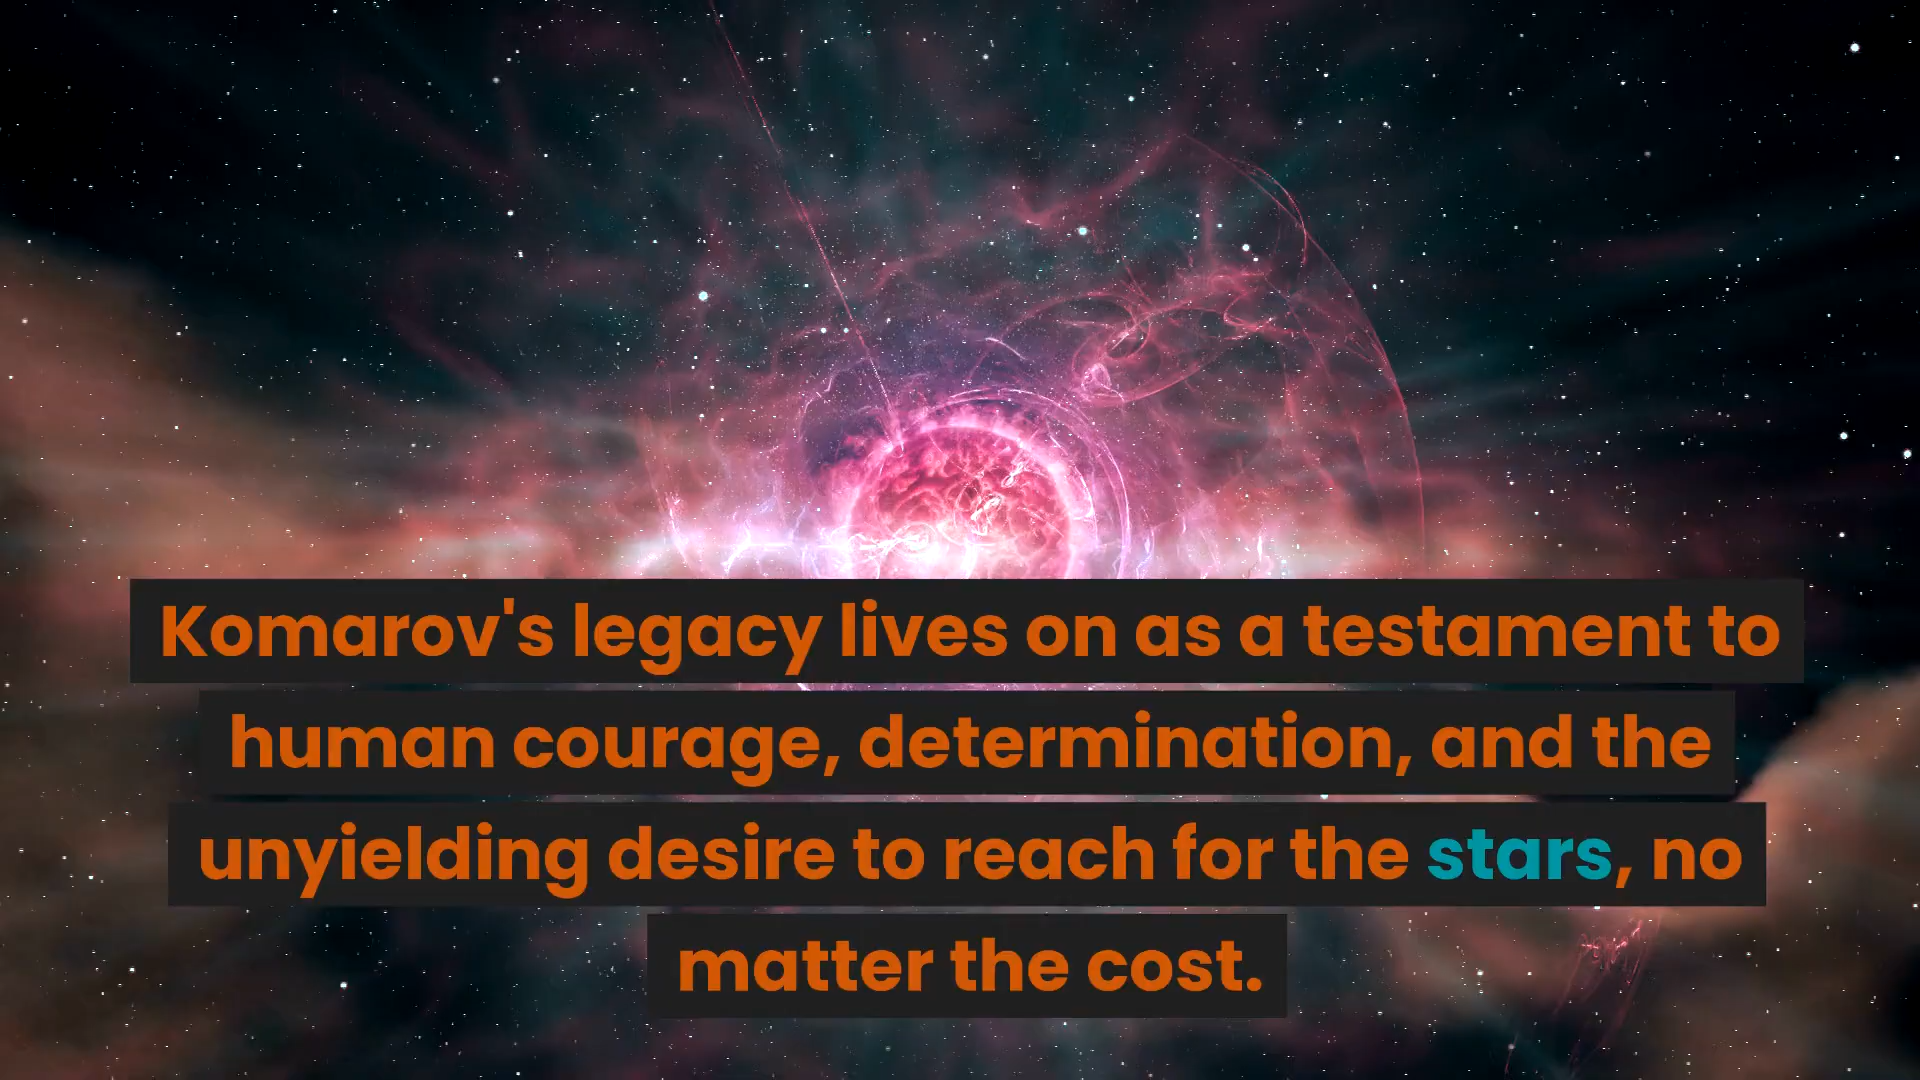 Komarov's legacy lives on as a testament to
human courage, determination, and the
unyielding desire to reach for the stars, no
matter the cost.